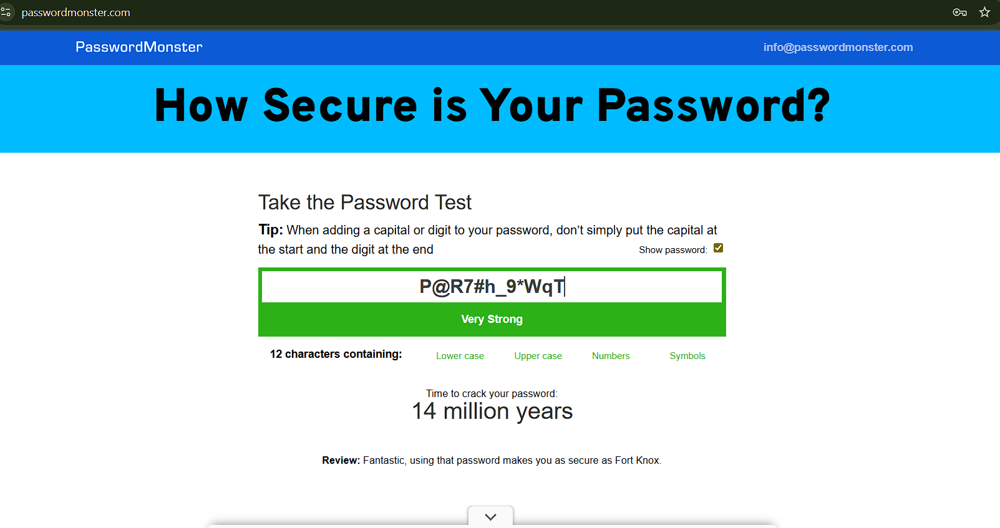 passwordmonster.com
PasswordMonster
info@passwordmonster.com
How Secure is Your Password?
Take the Password Test
Tip: When adding a capital or digit to your password, don’t simply put the capital at
the start and the digit at the end
Show password:
P@R7#h_9*WqT
Very Strong
12 characters containing: Lower case Upper case Numbers Symbols
Time to crack your password:
14 million years
Review: Fantastic, using that password makes you as secure as Fort Knox.